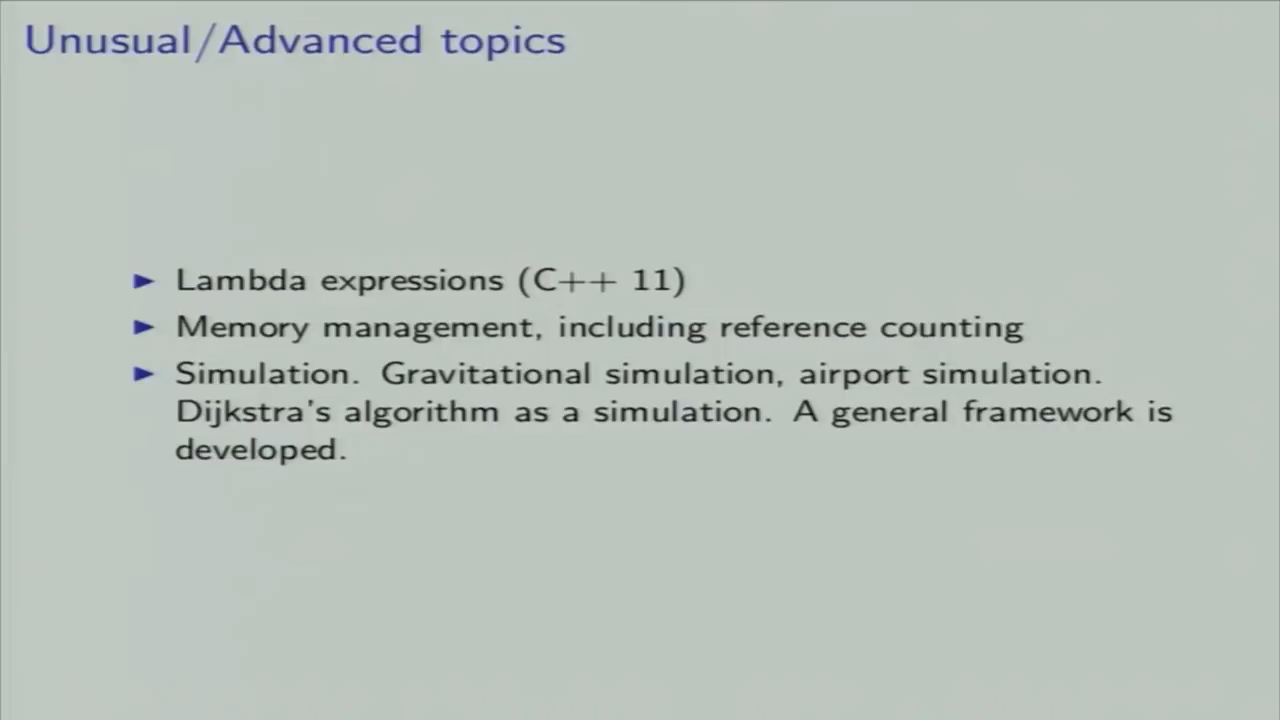 Unusual/Advanced topics
▶ Lambda expressions (C++ 11)
▶ Memory management, including reference counting
▶ Simulation. Gravitational simulation, airport simulation.
Dijkstra's algorithm as a simulation. A general framework is
developed.